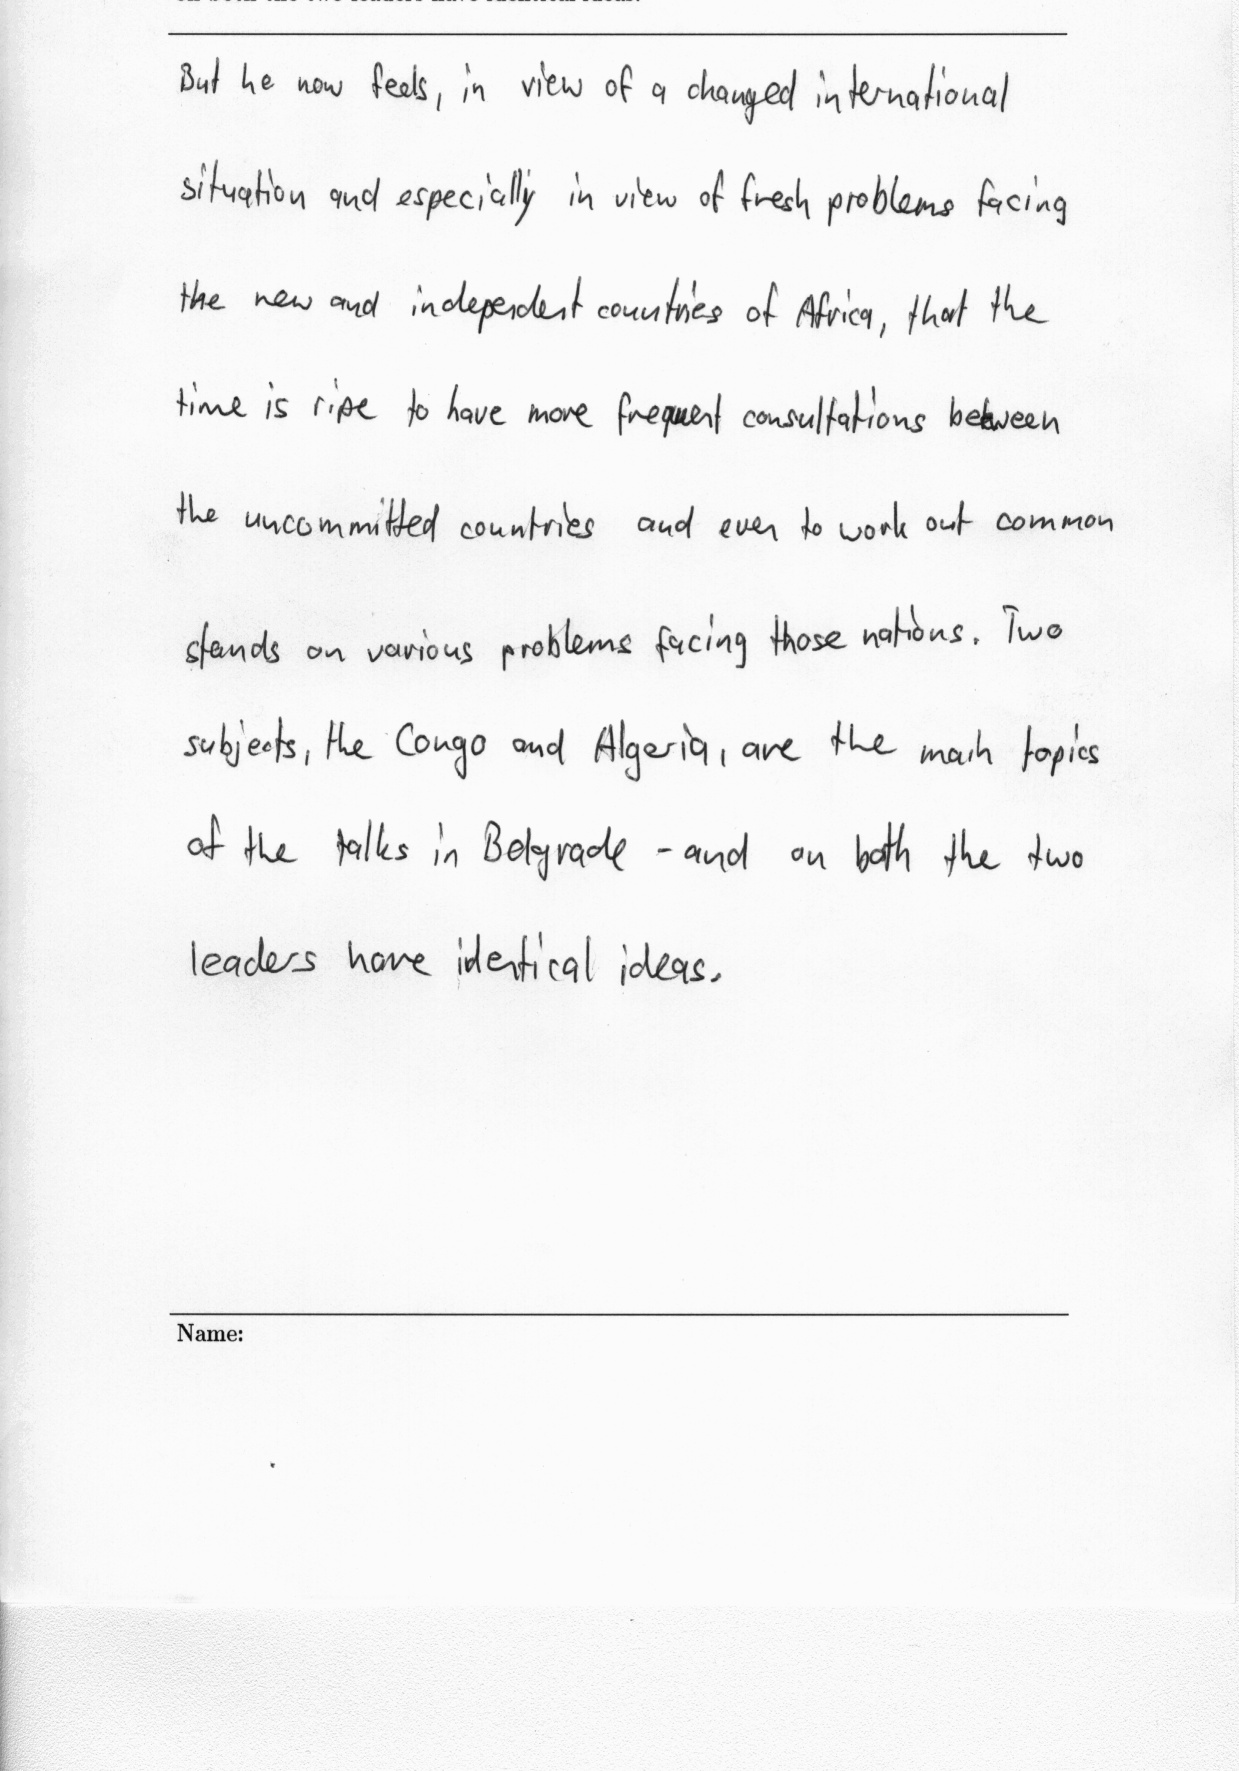 on both the two leaders have identical ideas.
But he now feels, in view of a changed international
situation and especially in view of fresh problems facing
the new and independent countries of Africa, that the
time is ripe to have more frequent consultations between
the uncommitted countries and even to work out common
stands on various problems facing those nations. Two
subjects, the Congo and Algeria, are the main topics
of the talks in Belgrade - and on both the two
leaders have identical ideas.
Name: